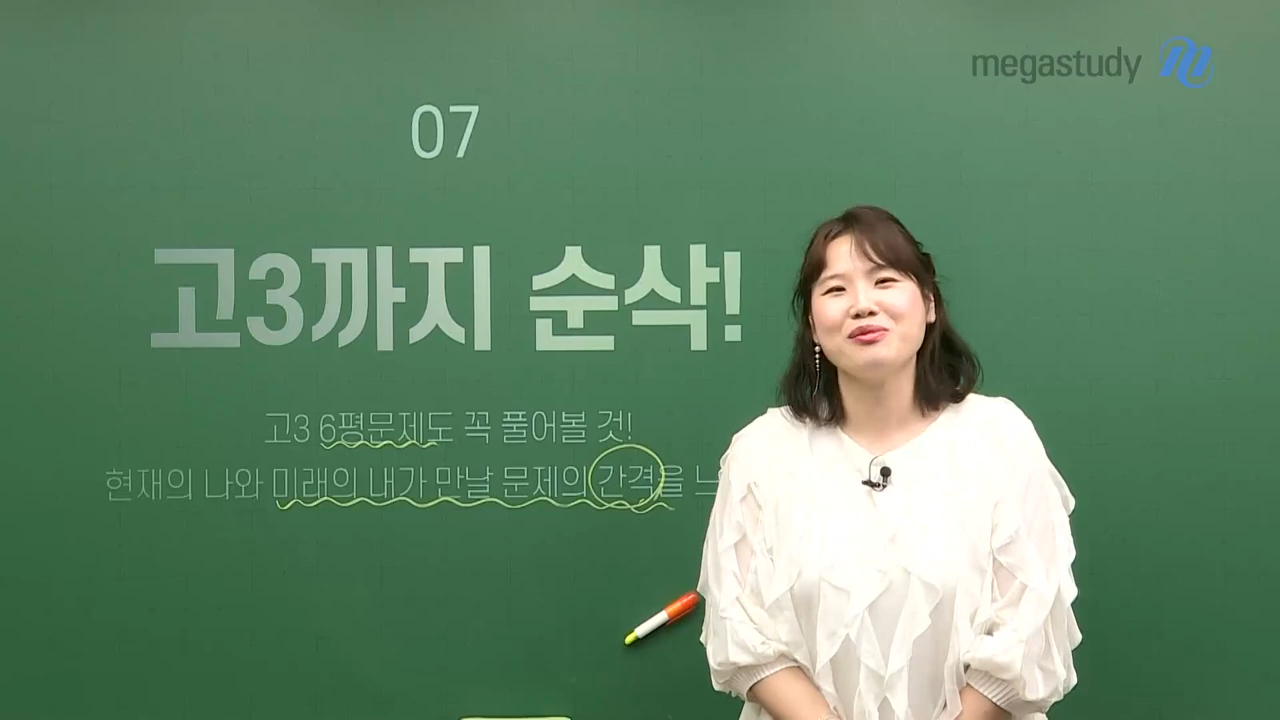 megastudy
07
고3까지 순삭!
고3 6평문제도 꼭 풀어볼 것!
현재의 나와 미래의 내가 만날 문제의 간격을